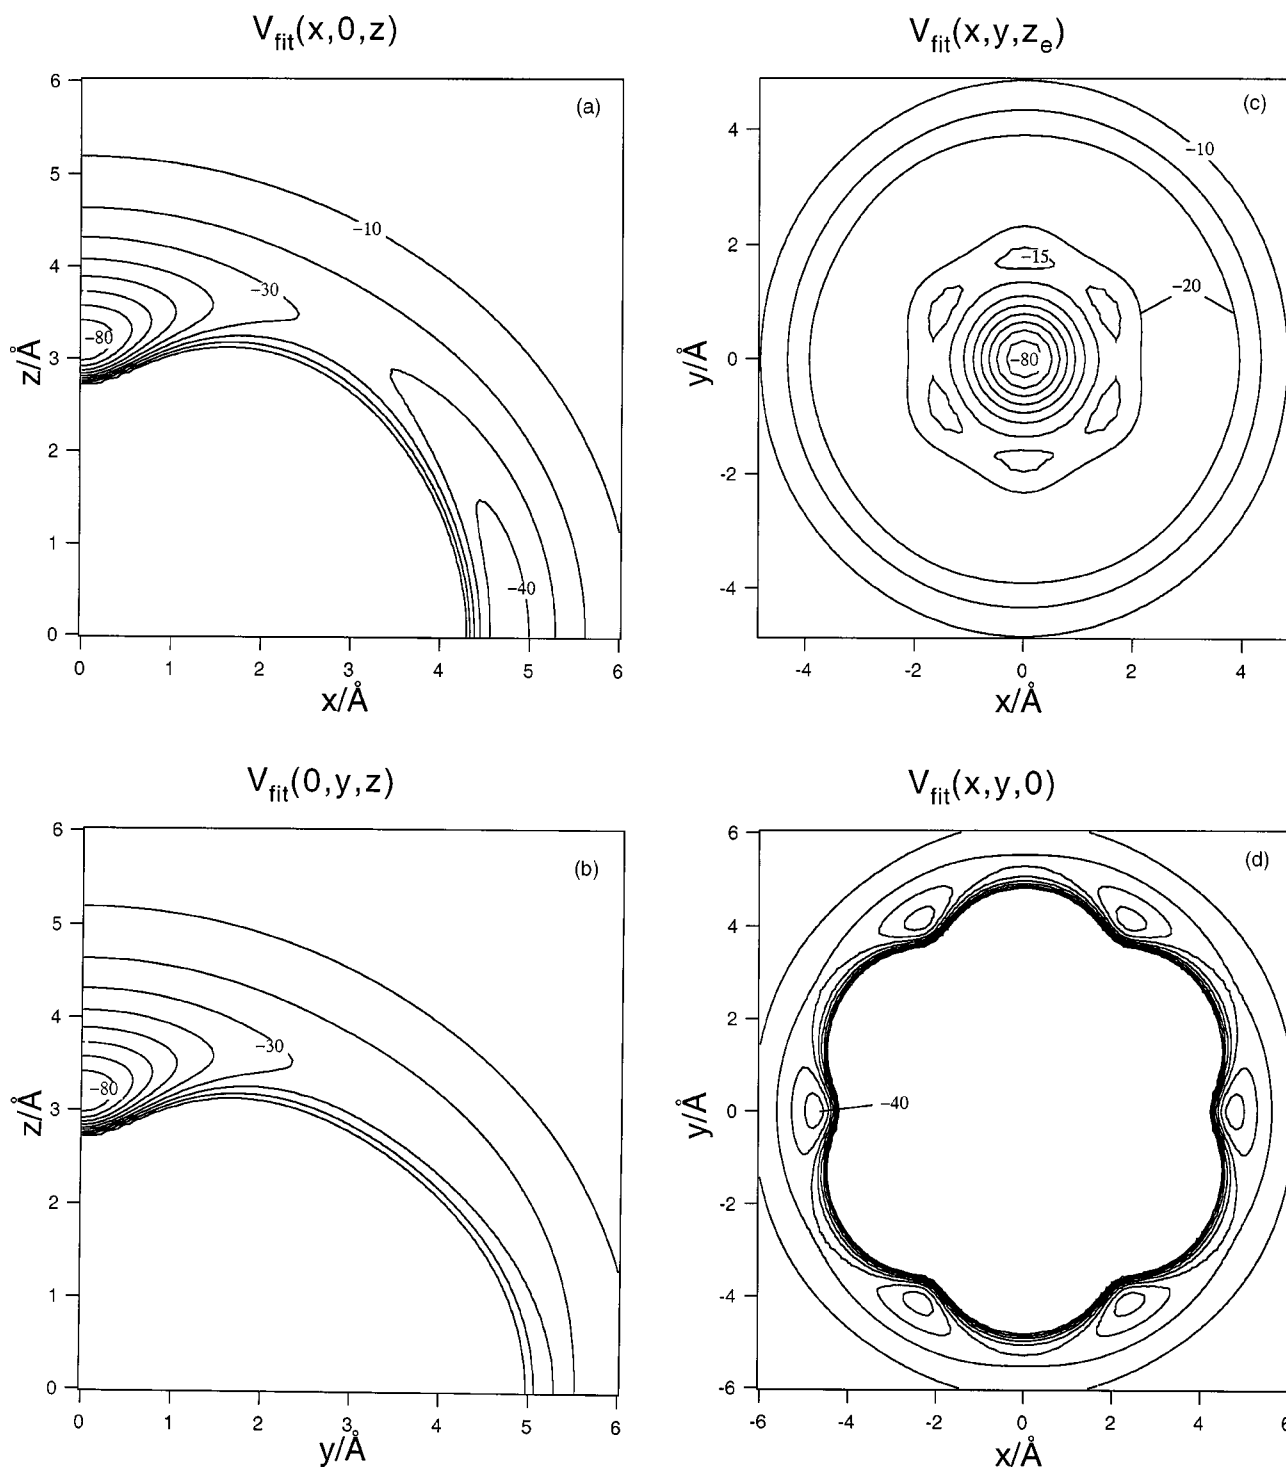 V_fit(x,0,z)
(a)
6
5
4
3
2
1
0
z/Å
−10
−30
−80
−40
0 1 2 3 4 5 6
x/Å
V_fit(x,y,z_e)
(c)
4
2
0
-2
-4
y/Å
−10
−15
−20
−80
-4 -2 0 2 4
x/Å
V_fit(0,y,z)
(b)
6
5
4
3
2
1
0
z/Å
−30
−80
0 1 2 3 4 5 6
y/Å
V_fit(x,y,0)
(d)
6
4
2
0
-2
-4
-6
y/Å
−40
-6 -4 -2 0 2 4 6
x/Å